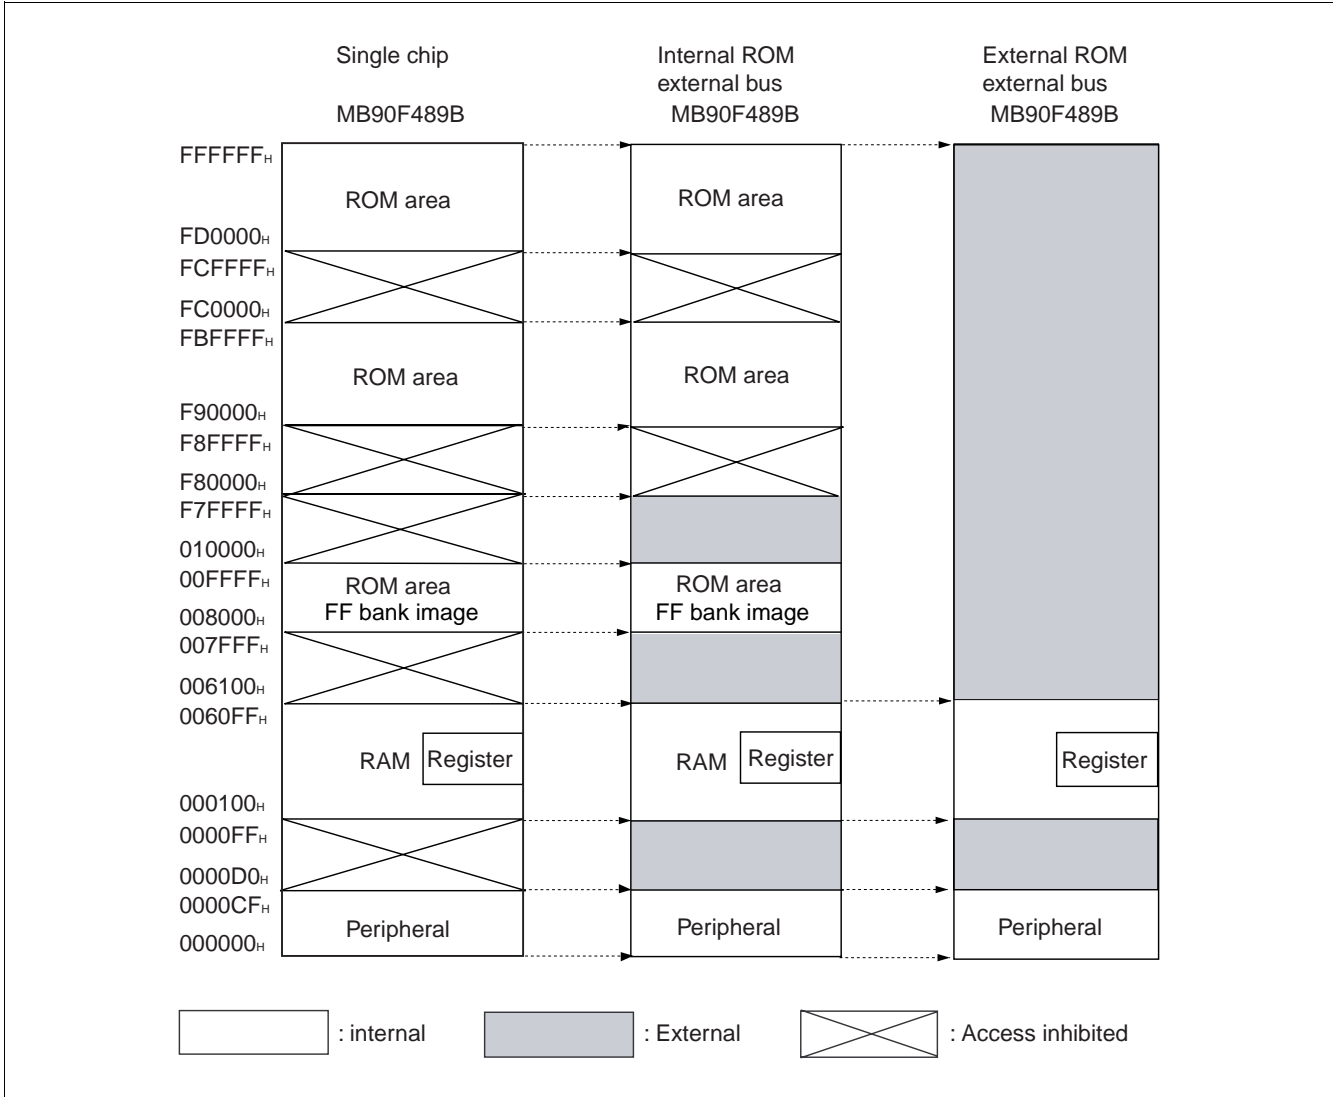 Single chip
Internal ROM
External ROM
external bus
external bus
MB90F489B
MB90F489B
MB90F489B
FFFFFFH
ROM area
ROM area
FD0000H
FCFFFFH
FC0000H
FBFFFFH
ROM area
ROM area
F90000H
F8FFFFH
F80000H
F7FFFFH
010000H
00FFFFH
ROM area
ROM area
FF bank image
FF bank image
008000H
007FFFH
006100H
0060FFH
RAM
Register
RAM
Register
Register
000100H
0000FFH
0000D0H
0000CFH
Peripheral
Peripheral
Peripheral
000000H
: internal
: External
: Access inhibited